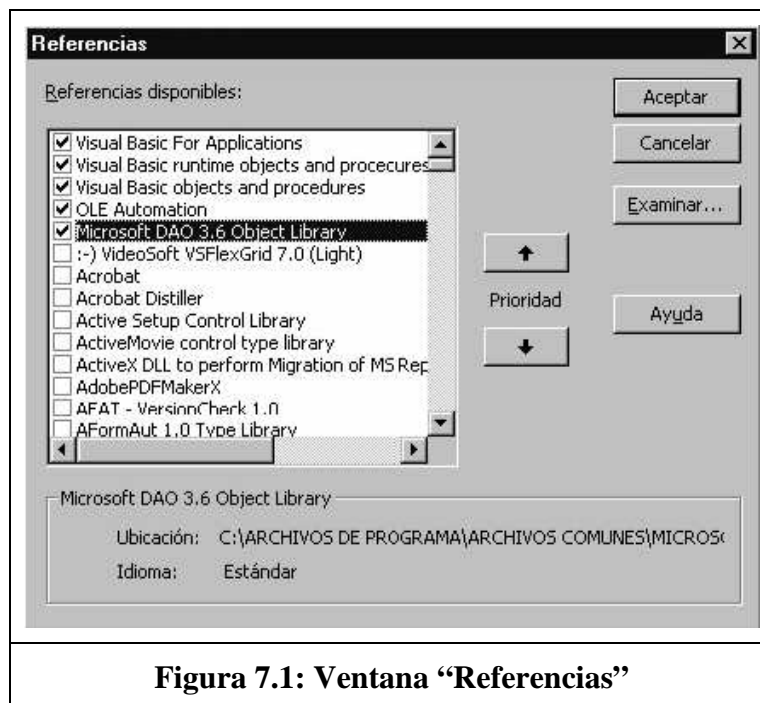 Referencias
Referencias disponibles:
Aceptar
Cancelar
Examinar...
Ayuda
Visual Basic For Applications
Visual Basic runtime objects and procecures
Visual Basic objects and procedures
OLE Automation
Microsoft DAO 3.6 Object Library
:-) VideoSoft VSFlexGrid 7.0 (Light)
Acrobat
Acrobat Distiller
Active Setup Control Library
ActiveMovie control type library
ActiveX DLL to perform Migration of MS Rep
AdobePDFMakerX
AFAT - VersionCheck 1.0
AFormAut 1.0 Type Library
Prioridad
Microsoft DAO 3.6 Object Library
Ubicación: C:\ARCHIVOS DE PROGRAMA\ARCHIVOS COMUNES\MICROS
Idioma: Estándar
Figura 7.1: Ventana “Referencias”